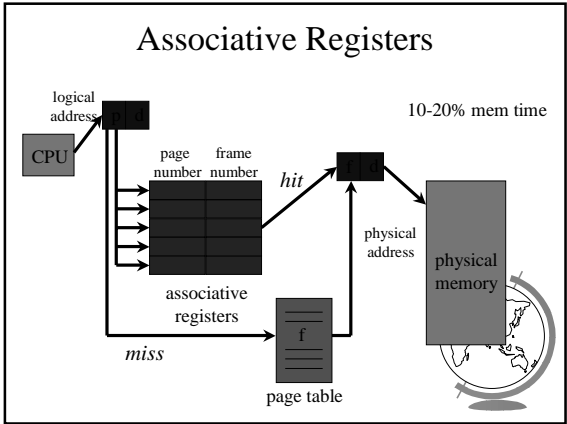 Associative Registers
logical
address
p d
10-20% mem time
CPU
page
number
frame
number
hit
f d
physical
address
physical
memory
associative
registers
f
miss
page table